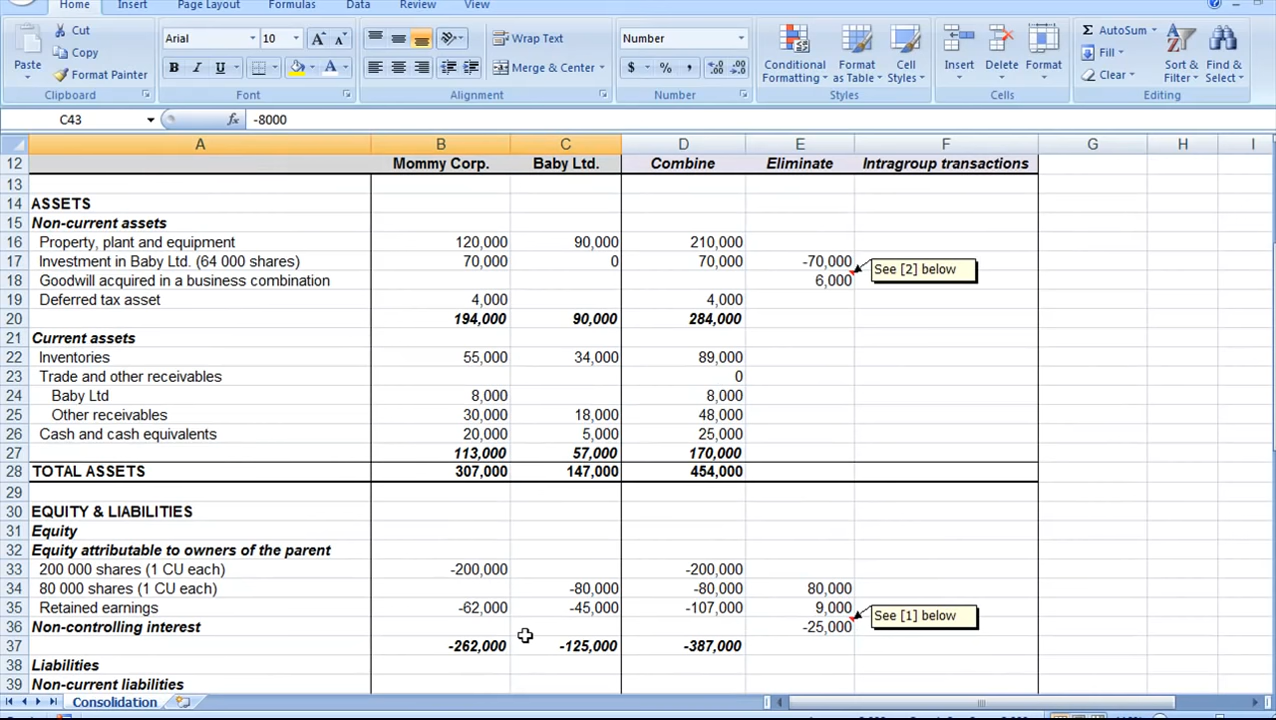 Home Insert Page Layout Formulas Data Review View
Cut Arial 10 Wrap Text Number AutoSum
Copy Fill
Paste Format Painter B I U Merge & Center $ % , Conditional Formatting Format as Table Cell Styles Insert Delete Format Clear Sort & Filter Find & Select
Clipboard Font Alignment Number Styles Cells Editing
C43 fx -8000
A B C D E F G H I
12 Mommy Corp. Baby Ltd. Combine Eliminate Intragroup transactions
13
14 ASSETS
15 Non-current assets
16 Property, plant and equipment 120,000 90,000 210,000
17 Investment in Baby Ltd. (64 000 shares) 70,000 0 70,000 -70,000 See [2] below
18 Goodwill acquired in a business combination 6,000
19 Deferred tax asset 4,000 4,000
20 194,000 90,000 284,000
21 Current assets
22 Inventories 55,000 34,000 89,000
23 Trade and other receivables 0
24 Baby Ltd 8,000 8,000
25 Other receivables 30,000 18,000 48,000
26 Cash and cash equivalents 20,000 5,000 25,000
27 113,000 57,000 170,000
28 TOTAL ASSETS 307,000 147,000 454,000
29
30 EQUITY & LIABILITIES
31 Equity
32 Equity attributable to owners of the parent
33 200 000 shares (1 CU each) -200,000 -200,000
34 80 000 shares (1 CU each) -80,000 -80,000 80,000
35 Retained earnings -62,000 -45,000 -107,000 9,000 See [1] below
36 Non-controlling interest -25,000
37 -262,000 -125,000 -387,000
38 Liabilities
39 Non-current liabilities
Consolidation